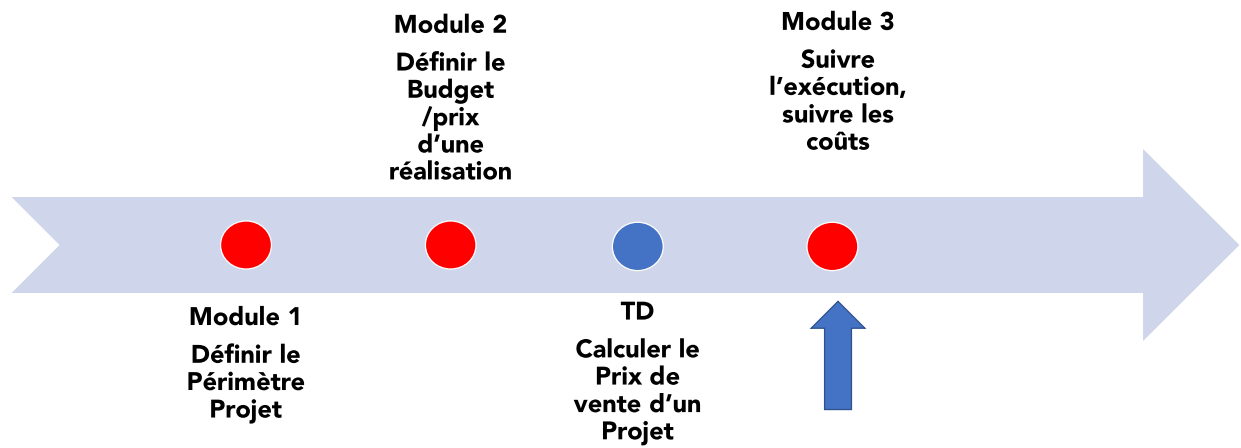 Module 1
Définir le
Périmètre
Projet
Module 2
Définir le
Budget
/prix
d’une
réalisation
TD
Calculer le
Prix de
vente d’un
Projet
Module 3
Suivre
l’exécution,
suivre les
coûts